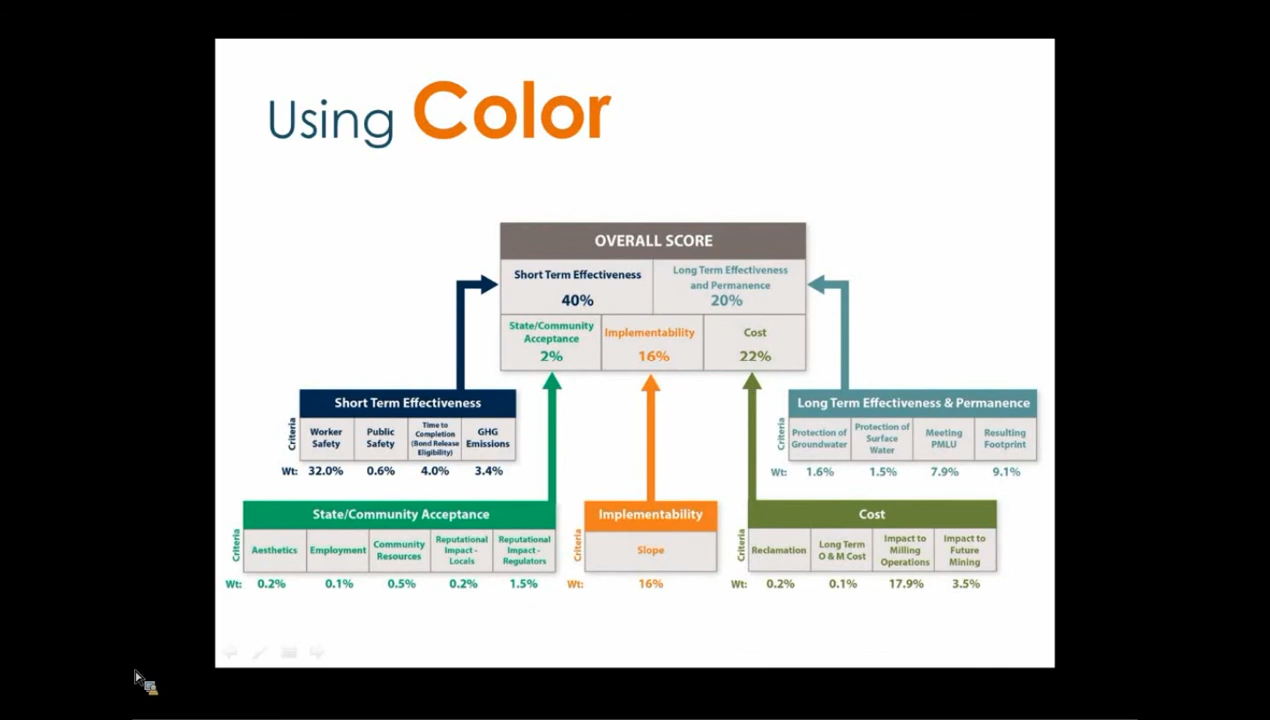 Using Color
OVERALL SCORE
Short Term Effectiveness
40%
Long Term Effectiveness
and Permanence
20%
State/Community
Acceptance
2%
Implementability
16%
Cost
22%
Short Term Effectiveness
Criteria
Worker
Safety
Public
Safety
Time to
Completion
(Bond Release
Eligibility)
GHG
Emissions
Wt: 32.0% 0.6% 4.0% 3.4%
Long Term Effectiveness & Permanence
Criteria
Protection of
Groundwater
Protection of
Surface
Water
Meeting
PMLU
Resulting
Footprint
Wt: 1.6% 1.5% 7.9% 9.1%
State/Community Acceptance
Criteria
Aesthetics
Employment
Community
Resources
Reputational
Impact -
Locals
Reputational
Impact -
Regulators
Wt: 0.2% 0.1% 0.5% 0.2% 1.5%
Implementability
Criteria
Slope
Wt: 16%
Cost
Criteria
Reclamation
Long Term
O & M Cost
Impact to
Milling
Operations
Impact to
Future
Mining
Wt: 0.2% 0.1% 17.9% 3.5%